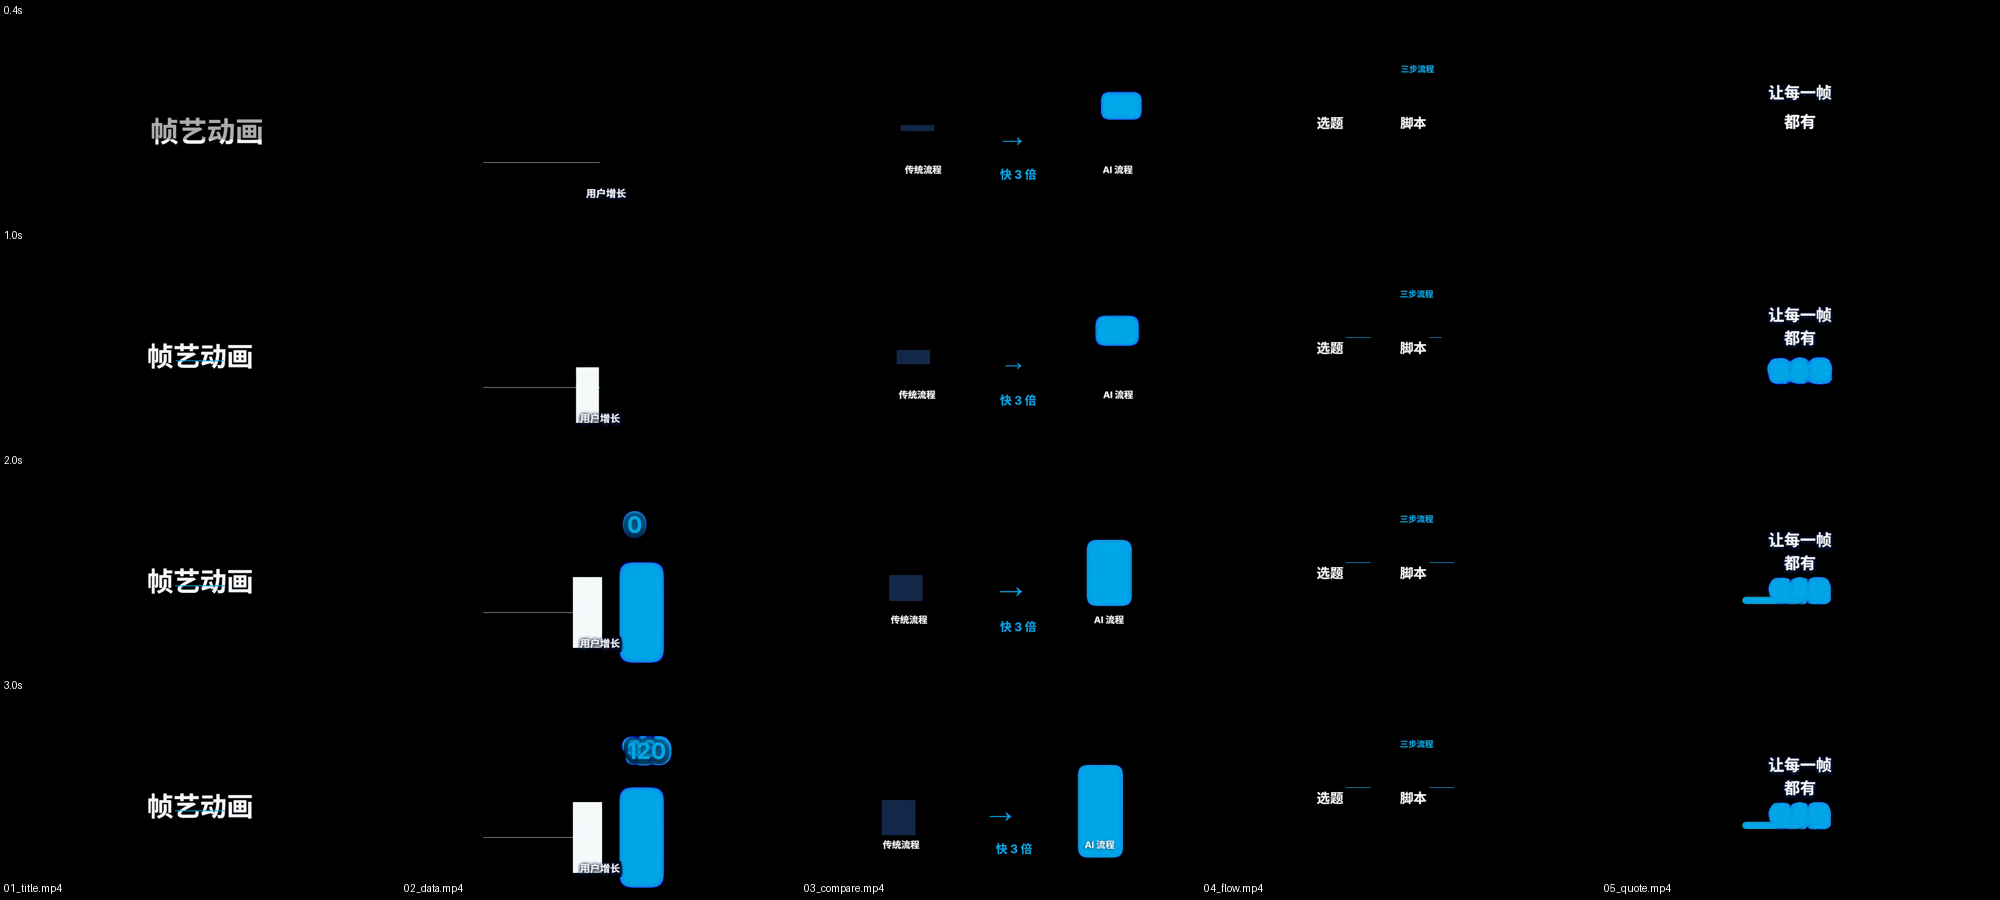 0.4s
帧艺动画
用户增长
传统流程
→
快 3 倍
AI 流程
三步流程
选题
脚本
让每一帧
都有
1.0s
帧艺动画
用户增长
传统流程
→
快 3 倍
AI 流程
三步流程
选题
脚本
让每一帧
都有
2.0s
帧艺动画
0
用户增长
传统流程
→
快 3 倍
AI 流程
三步流程
选题
脚本
让每一帧
都有
3.0s
帧艺动画
120
用户增长
传统流程
→
快 3 倍
AI 流程
三步流程
选题
脚本
让每一帧
都有
01_title.mp4
02_data.mp4
03_compare.mp4
04_flow.mp4
05_quote.mp4